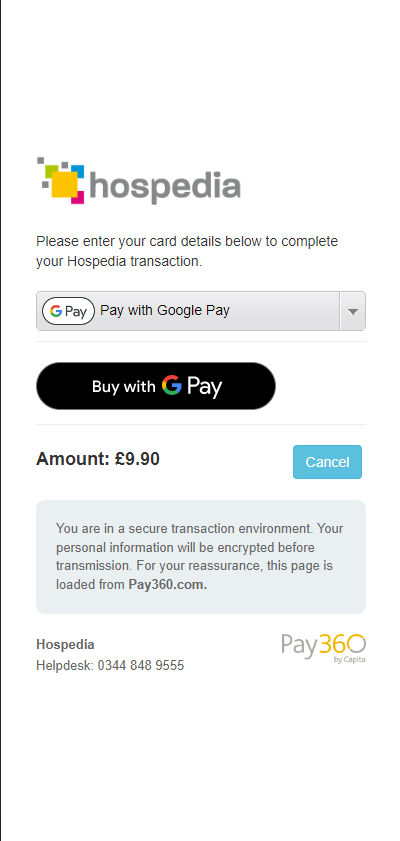 hospedia
Please enter your card details below to complete
your Hospedia transaction.
G Pay Pay with Google Pay
Buy with G Pay
Amount: £9.90 Cancel
You are in a secure transaction environment. Your
personal information will be encrypted before
transmission. For your reassurance, this page is
loaded from Pay360.com.
Hospedia
Helpdesk: 0344 848 9555
Pay360
by Capita